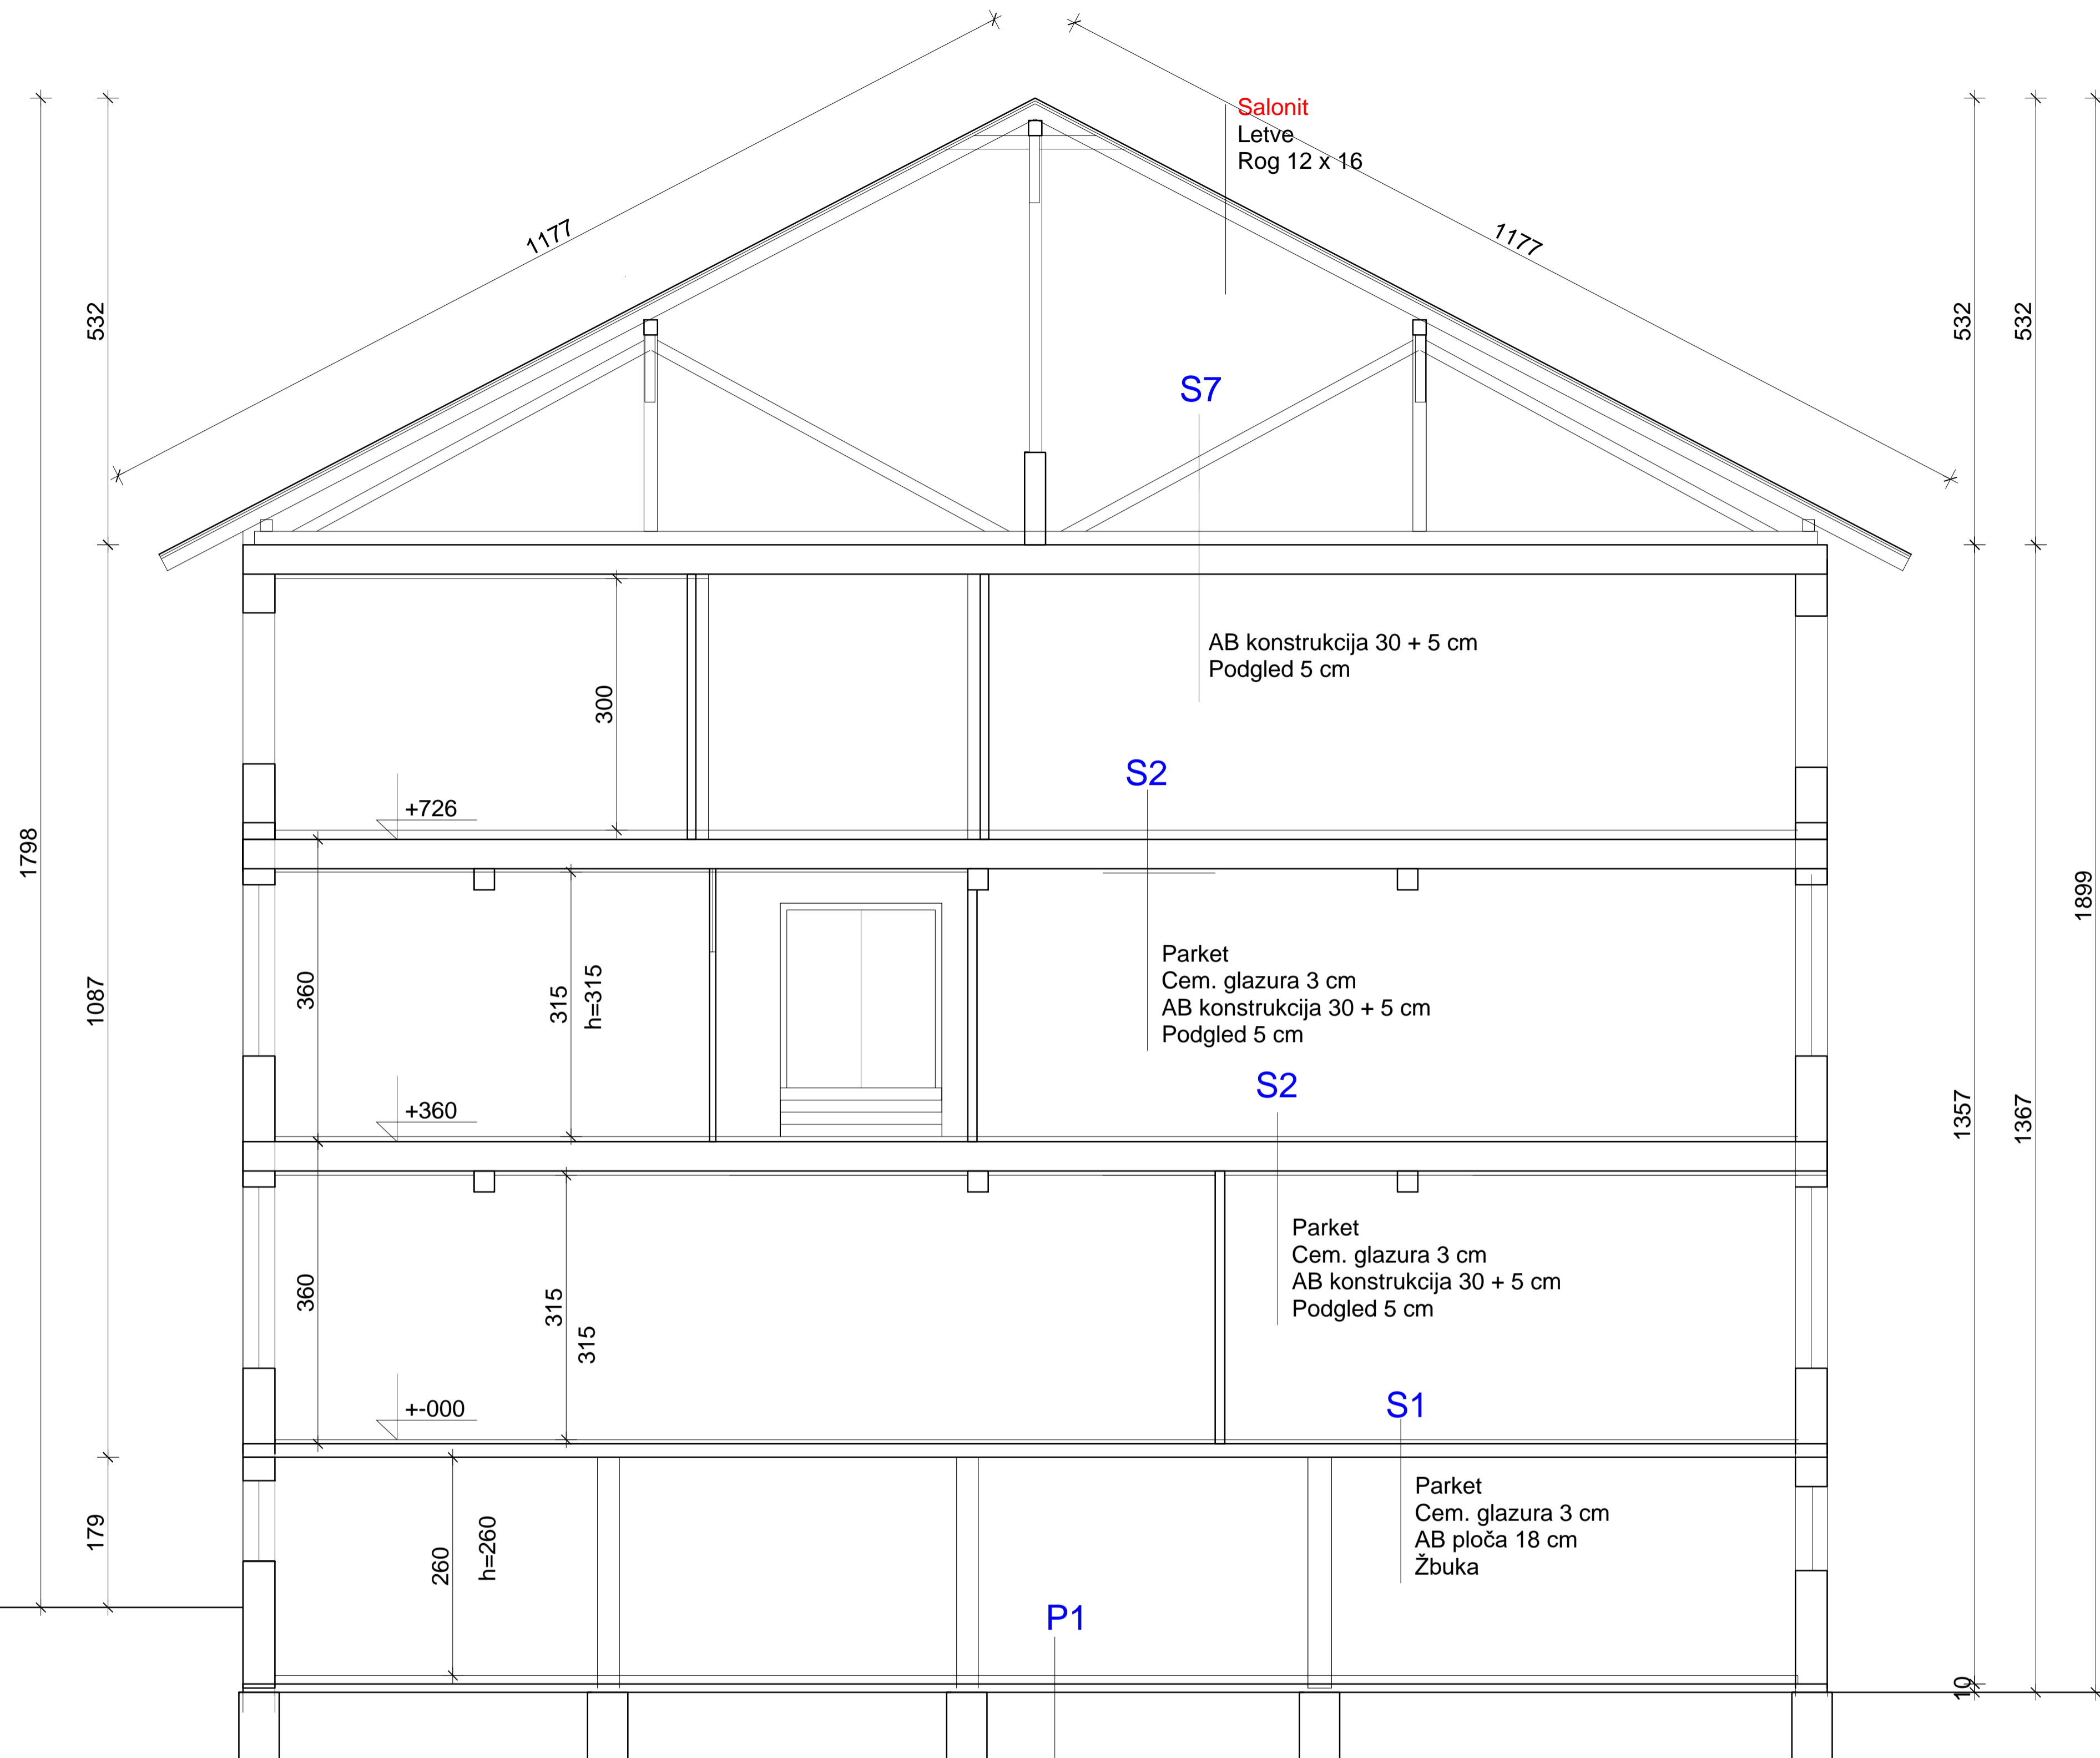 Salonit
Letve
Rog 12 x 16
1177
1177
532
532
532
S7
AB konstrukcija 30 + 5 cm
Podgled 5 cm
300
S2
+726
1798
1899
Parket
Cem. glazura 3 cm
AB konstrukcija 30 + 5 cm
Podgled 5 cm
1087
360
315
h=315
S2
+360
1357
1367
Parket
Cem. glazura 3 cm
AB konstrukcija 30 + 5 cm
Podgled 5 cm
360
315
315
S1
+-000
Parket
Cem. glazura 3 cm
AB ploča 18 cm
Žbuka
179
260
h=260
P1
10